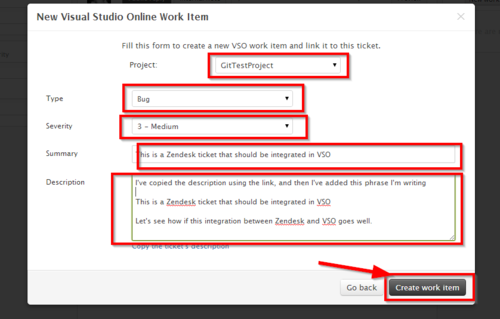 New Visual Studio Online Work Item
×
Fill this form to create a new VSO work item and link it to this ticket.
Project:
GitTestProject
Type
Bug
Severity
3 - Medium
Summary
This is a Zendesk ticket that should be integrated in VSO
Description
I've copied the description using the link, and then I've added this phrase I'm writing
This is a Zendesk ticket that should be integrated in VSO
Let's see how if this integration between Zendesk and VSO goes well.
Copy the ticket's description
Go back
Create work item